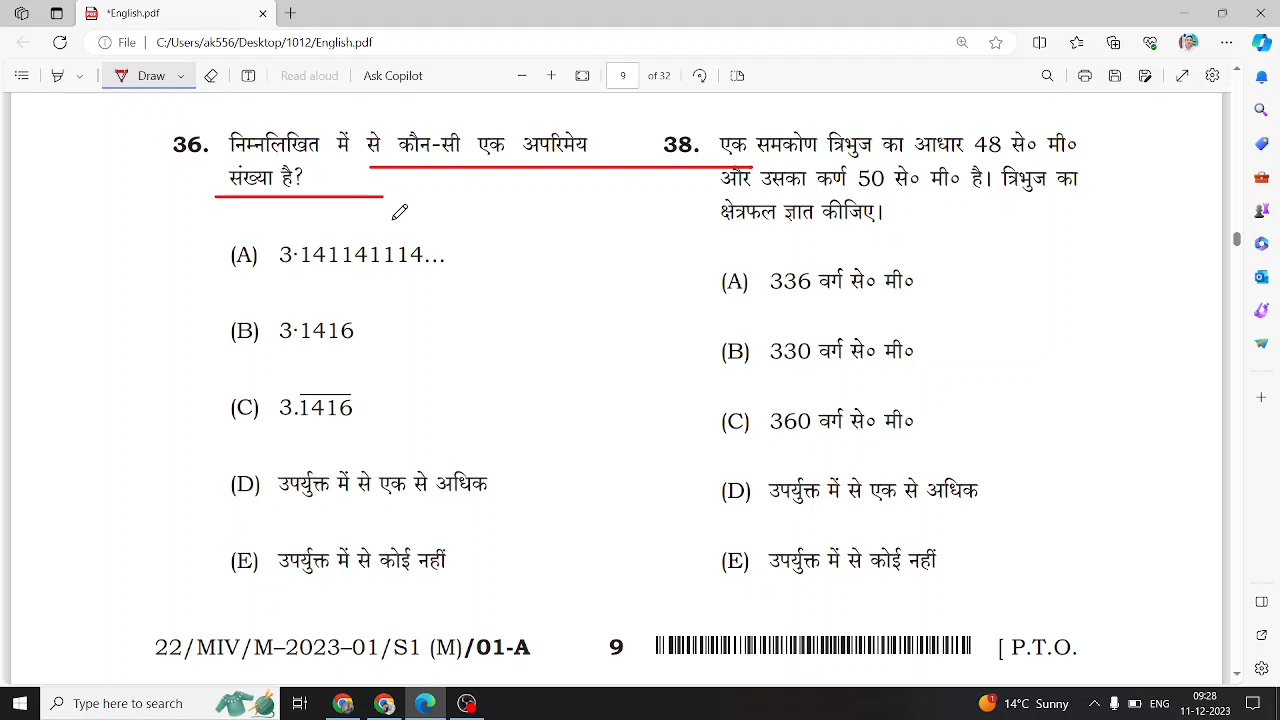 *English.pdf
File C:/Users/ak556/Desktop/1012/English.pdf
Draw Read aloud Ask Copilot 9 of 32
36. निम्नलिखित में से कौन-सी एक अपरिमेय
संख्या है?
(A) 3·141141114...
(B) 3·1416
(C) 3.1̅4̅1̅6̅
(D) उपर्युक्त में से एक से अधिक
(E) उपर्युक्त में से कोई नहीं
38. एक समकोण त्रिभुज का आधार 48 से० मी०
और उसका कर्ण 50 से० मी० है। त्रिभुज का
क्षेत्रफल ज्ञात कीजिए।
(A) 336 वर्ग से० मी०
(B) 330 वर्ग से० मी०
(C) 360 वर्ग से० मी०
(D) उपर्युक्त में से एक से अधिक
(E) उपर्युक्त में से कोई नहीं
22/MIV/M–2023–01/S1 (M)/01-A 9 [ P.T.O.
Type here to search 14°C Sunny ENG 09:28
11-12-2023